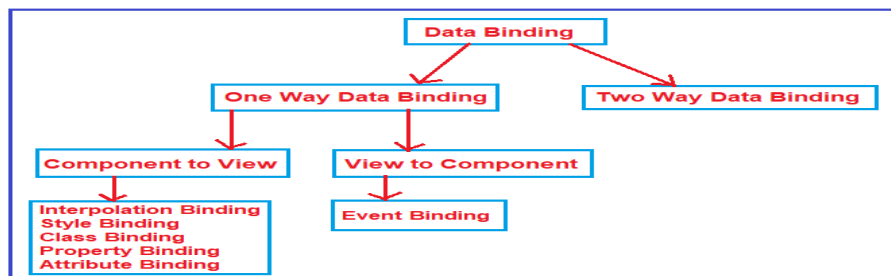 Data Binding
One Way Data Binding
Two Way Data Binding
Component to View
View to Component
Interpolation Binding
Style Binding
Class Binding
Property Binding
Attribute Binding
Event Binding